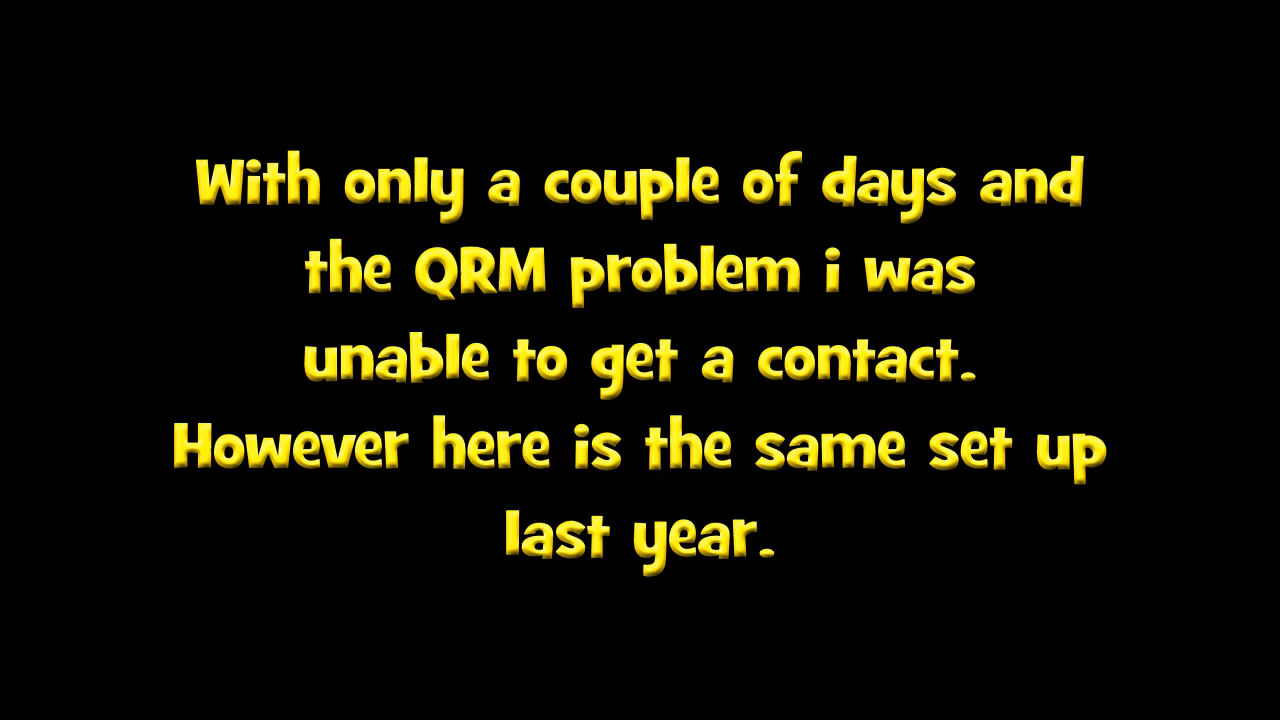 With only a couple of days and
the QRM problem i was
unable to get a contact.
However here is the same set up
last year.